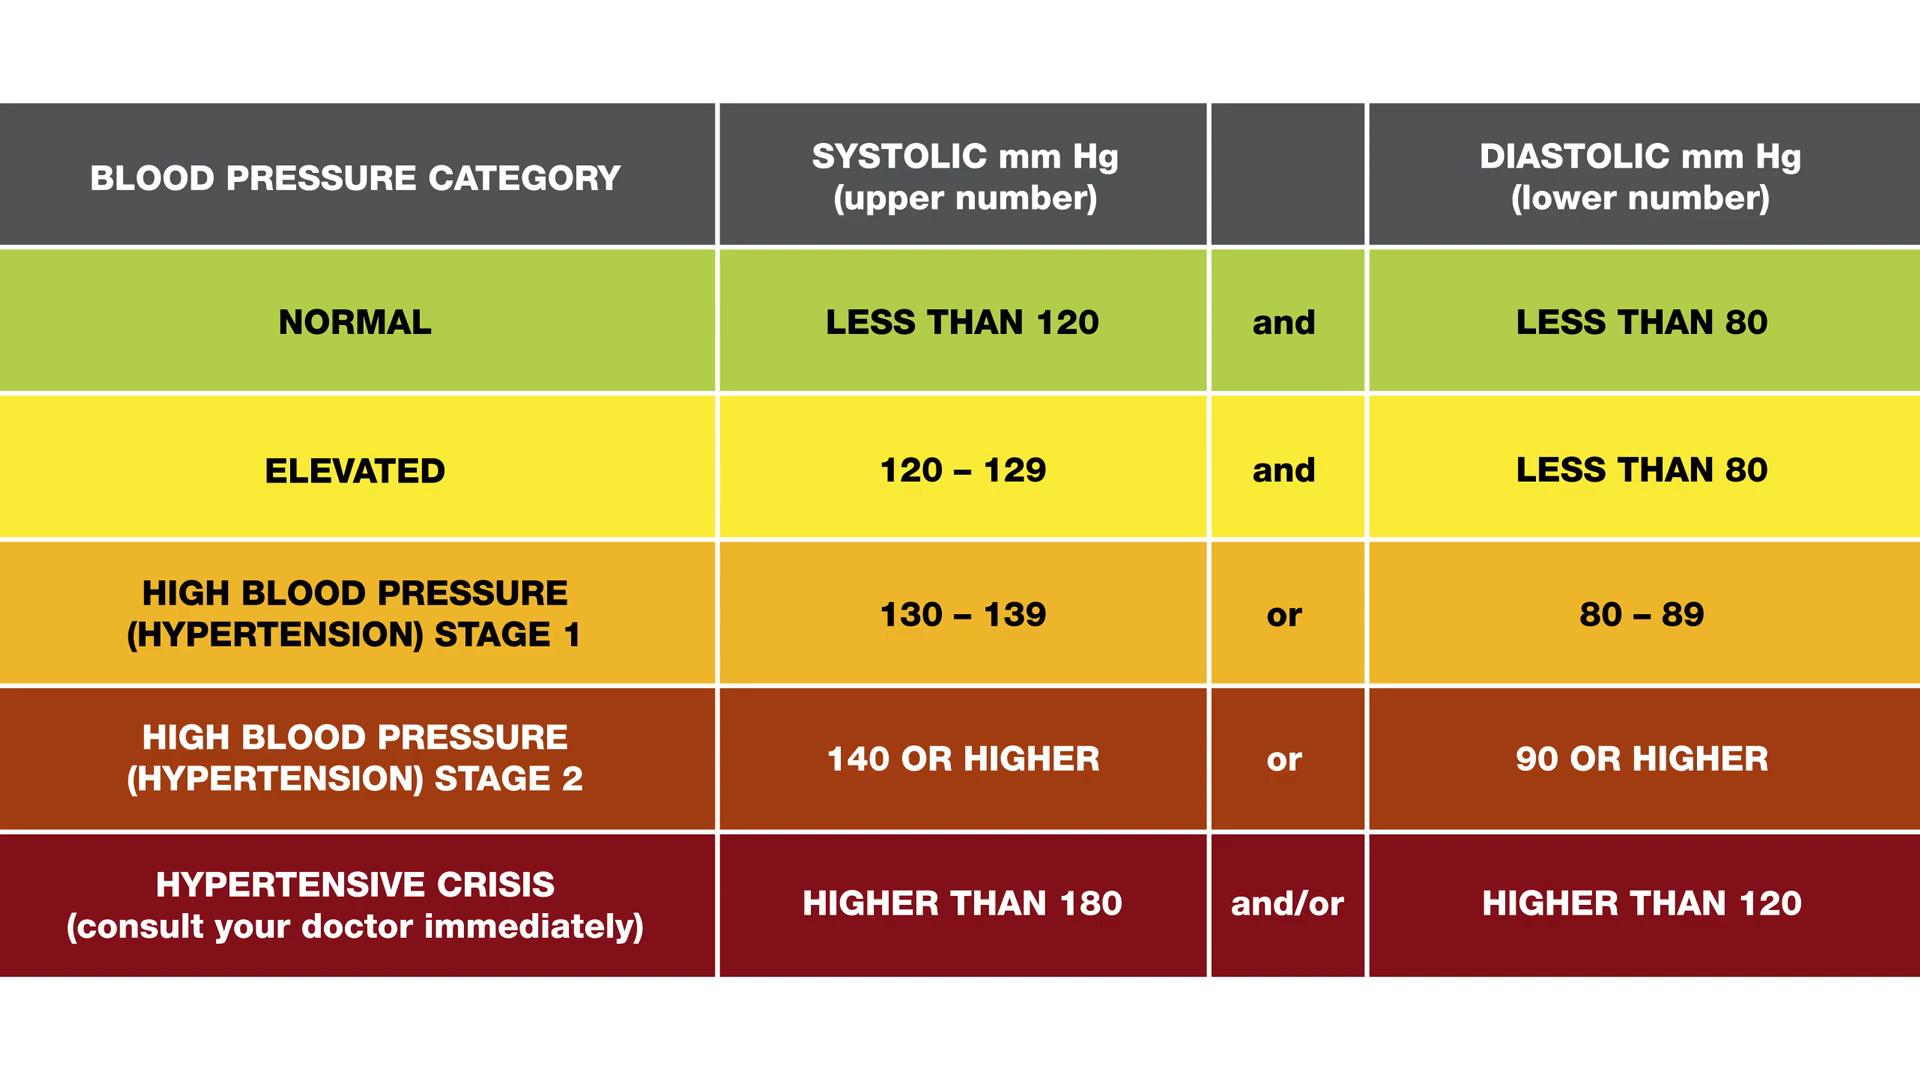 BLOOD PRESSURE CATEGORY
SYSTOLIC mm Hg
(upper number)
DIASTOLIC mm Hg
(lower number)
NORMAL
LESS THAN 120
and
LESS THAN 80
ELEVATED
120 – 129
and
LESS THAN 80
HIGH BLOOD PRESSURE
(HYPERTENSION) STAGE 1
130 – 139
or
80 – 89
HIGH BLOOD PRESSURE
(HYPERTENSION) STAGE 2
140 OR HIGHER
or
90 OR HIGHER
HYPERTENSIVE CRISIS
(consult your doctor immediately)
HIGHER THAN 180
and/or
HIGHER THAN 120